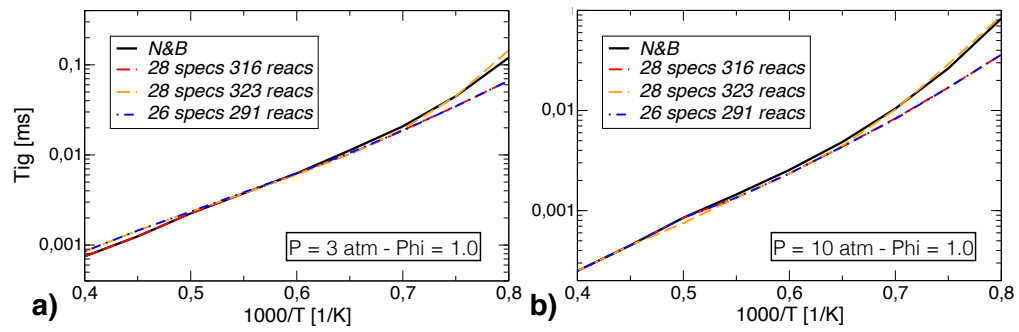 N&B
28 specs 316 reacs
28 specs 323 reacs
26 specs 291 reacs
0,1
0,01
0,001
Tig [ms]
P = 3 atm - Phi = 1.0
0,4 0,5 0,6 0,7 0,8
1000/T [1/K]
a)
N&B
28 specs 316 reacs
28 specs 323 reacs
26 specs 291 reacs
0,01
0,001
P = 10 atm - Phi = 1.0
0,4 0,5 0,6 0,7 0,8
1000/T [1/K]
b)